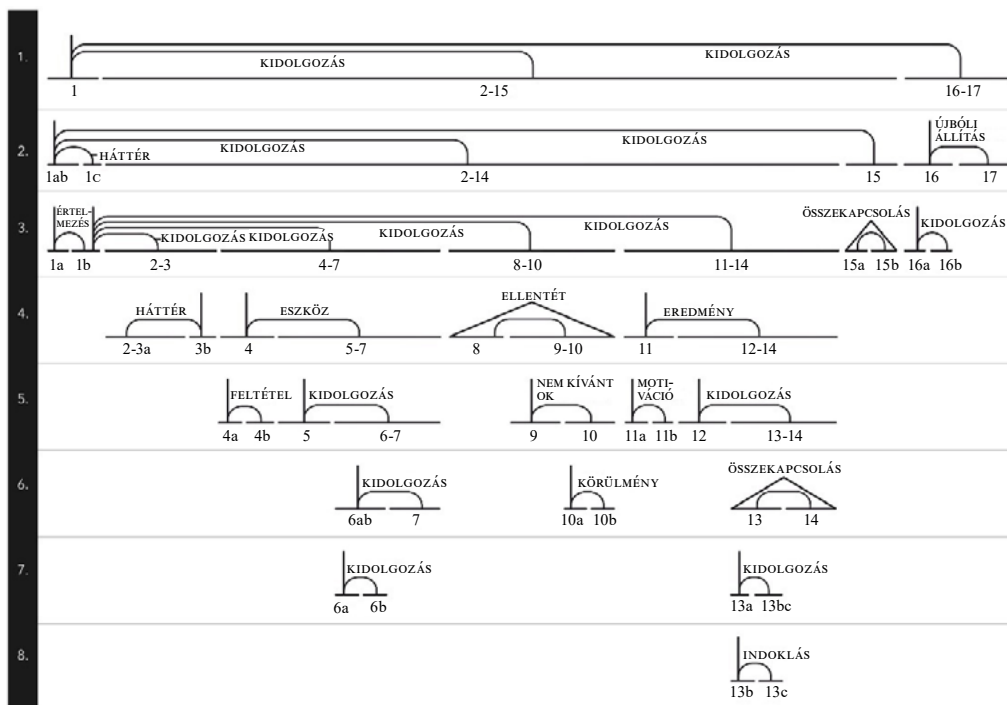 1.
KIDOLGOZÁS KIDOLGOZÁS
1 2-15 16-17
2.
HÁTTÉR KIDOLGOZÁS KIDOLGOZÁS ÚJBÓLI
ÁLLÍTÁS
1ab 1c 2-14 15 16 17
3.
ÉRTEL-
MEZÉS
KIDOLGOZÁS KIDOLGOZÁS KIDOLGOZÁS KIDOLGOZÁS ÖSSZEKAPCSOLÁS KIDOLGOZÁS
1a 1b 2-3 4-7 8-10 11-14 15a 15b 16a 16b
4.
HÁTTÉR ESZKÖZ ELLENTÉT EREDMÉNY
2-3a 3b 4 5-7 8 9-10 11 12-14
5.
FELTÉTEL KIDOLGOZÁS NEM KÍVÁNT
OK
MOTI-
VÁCIÓ
KIDOLGOZÁS
4a 4b 5 6-7 9 10 11a 11b 12 13-14
6.
KIDOLGOZÁS KÖRÜLMÉNY ÖSSZEKAPCSOLÁS
6ab 7 10a 10b 13 14
7.
KIDOLGOZÁS KIDOLGOZÁS
6a 6b 13a 13bc
8.
INDOKLÁS
13b 13c